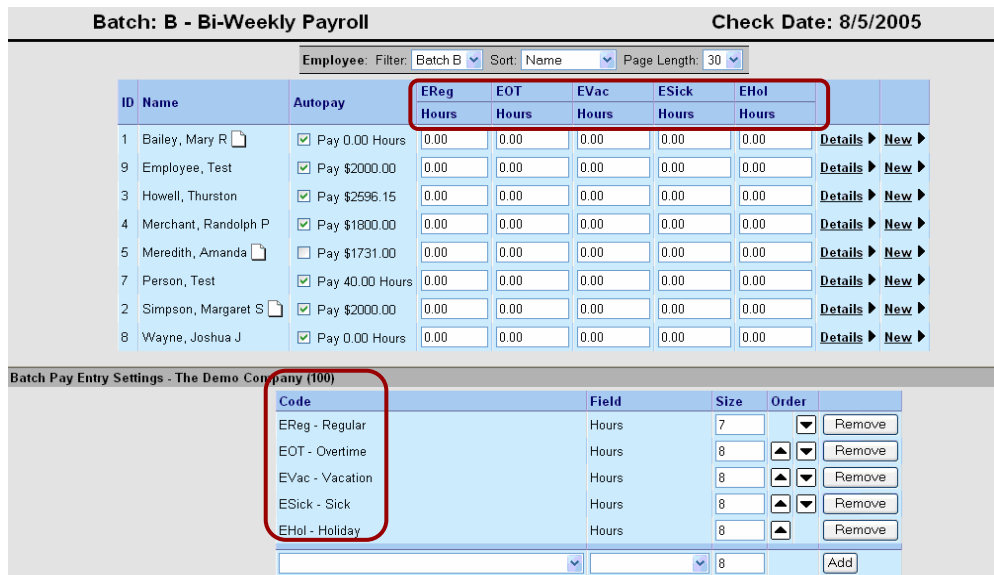 Batch: B - Bi-Weekly Payroll Check Date: 8/5/2005
Employee: Filter: Batch B Sort: Name Page Length: 30
ID Name Autopay EReg EOT EVac ESick EHol
Hours Hours Hours Hours Hours
1 Bailey, Mary R Pay 0.00 Hours 0.00 0.00 0.00 0.00 0.00 Details New
9 Employee, Test Pay $2000.00 0.00 0.00 0.00 0.00 0.00 Details New
3 Howell, Thurston Pay $2596.15 0.00 0.00 0.00 0.00 0.00 Details New
4 Merchant, Randolph P Pay $1800.00 0.00 0.00 0.00 0.00 0.00 Details New
5 Meredith, Amanda Pay $1731.00 0.00 0.00 0.00 0.00 0.00 Details New
7 Person, Test Pay 40.00 Hours 0.00 0.00 0.00 0.00 0.00 Details New
2 Simpson, Margaret S Pay $2000.00 0.00 0.00 0.00 0.00 0.00 Details New
8 Wayne, Joshua J Pay 0.00 Hours 0.00 0.00 0.00 0.00 0.00 Details New
Batch Pay Entry Settings - The Demo Company (100)
Code Field Size Order
EReg - Regular Hours 7 Remove
EOT - Overtime Hours 8 Remove
EVac - Vacation Hours 8 Remove
ESick - Sick Hours 8 Remove
EHol - Holiday Hours 8 Remove
8 Add